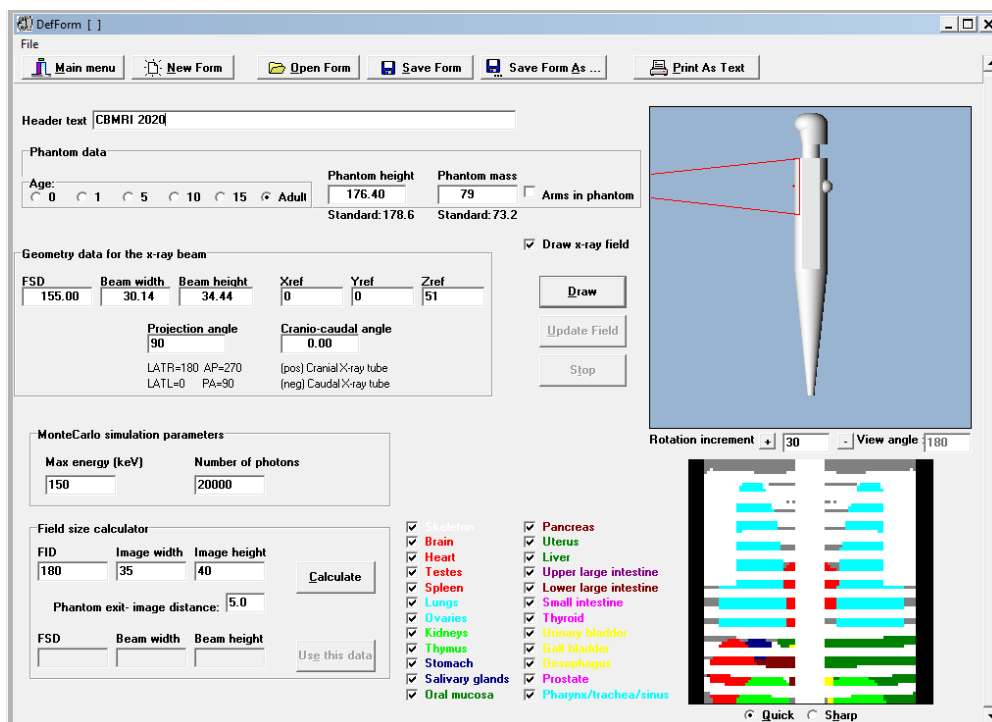 DefForm [ ]
File
Main menu New Form Open Form Save Form Save Form As ... Print As Text
Header text CBMRI 2020
Phantom data
Age:
0 1 5 10 15 Adult
Phantom height Phantom mass
176.40 79 Arms in phantom
Standard: 178.6 Standard: 73.2
Draw x-ray field
Geometry data for the x-ray beam
FSD Beam width Beam height Xref Yref Zref
155.00 30.14 34.44 0 0 51
Draw
Projection angle Cranio-caudal angle
90 0.00
Update Field
LATR=180 AP=270 (pos) Cranial X-ray tube
LATL=0 PA=90 (neg) Caudal X-ray tube
Stop
MonteCarlo simulation parameters
Max energy (keV) Number of photons
150 20000
Rotation increment + 30 - View angle : 180
Field size calculator
FID Image width Image height
180 35 40
Calculate
Phantom exit- image distance: 5.0
FSD Beam width Beam height
Use this data
Skeleton Pancreas
Brain Uterus
Heart Liver
Testes Upper large intestine
Spleen Lower large intestine
Lungs Small intestine
Ovaries Thyroid
Kidneys Urinary bladder
Thymus Gall bladder
Stomach Oesophagus
Salivary glands Prostate
Oral mucosa Pharynx/trachea/sinus
Quick Sharp